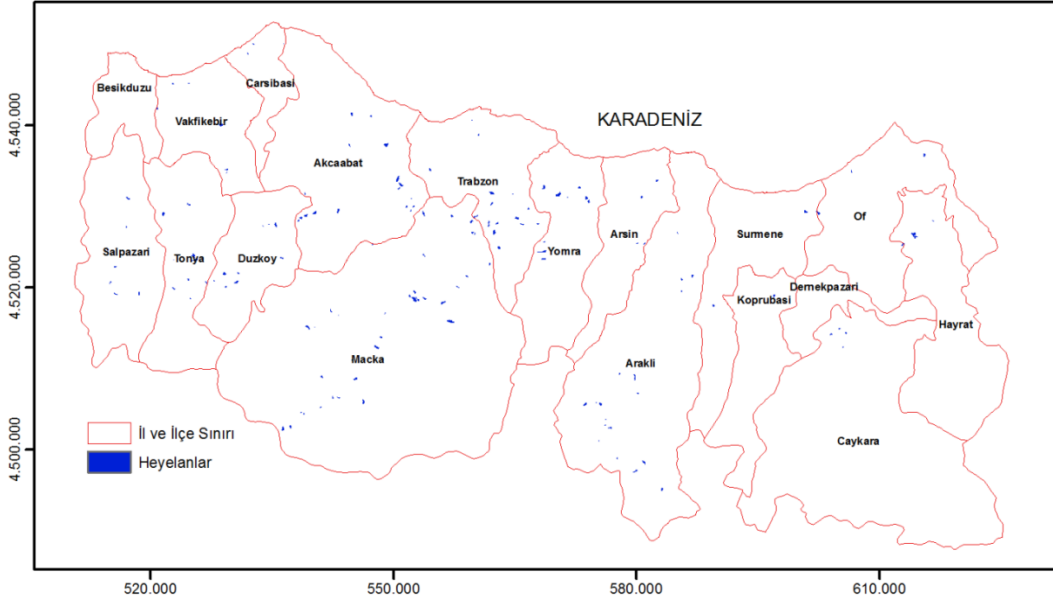 KARADENİZ
Besikduzu
Carsibasi
Vakfikebir
Akcaabat
Trabzon
Salpazari
Tonya
Duzkoy
Yomra
Arsin
Surmene
Of
Koprubasi
Dernekpazari
Hayrat
Macka
Arakli
Caykara
İl ve İlçe Sınırı
Heyelanlar
4.540.000
4.520.000
4.500.000
520.000
550.000
580.000
610.000